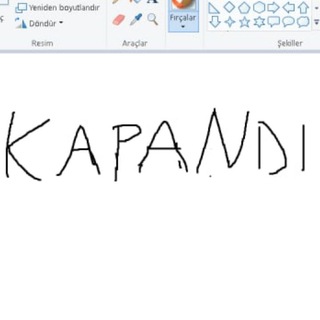 Yeniden boyutlandır
Döndür
Fırçalar
Resim
Araçlar
Şekiller
KAPANDI